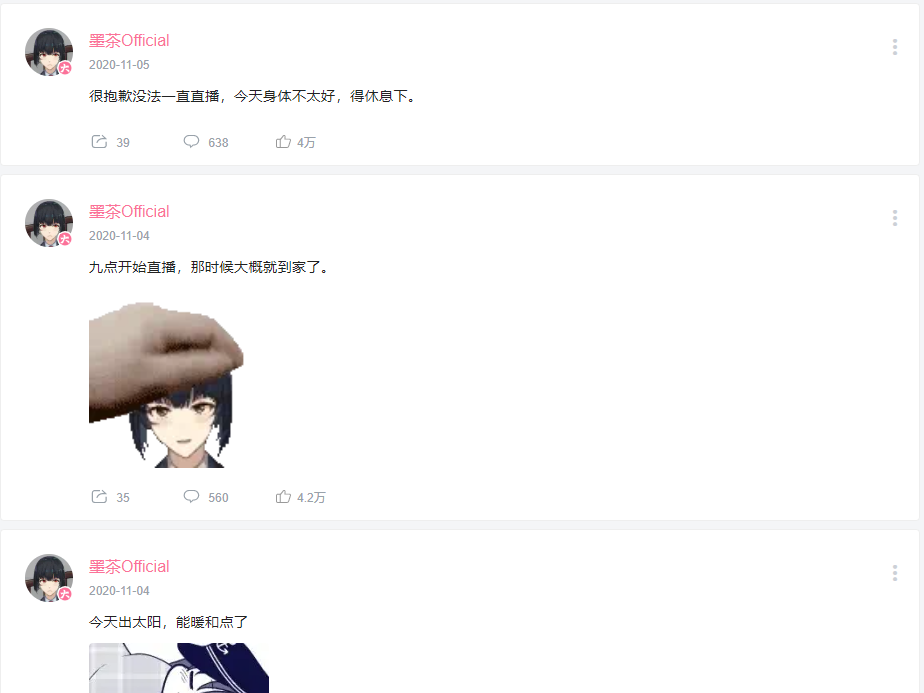 墨茶Official
2020-11-05
很抱歉没法一直直播，今天身体不太好，得休息下。
39 638 4万
墨茶Official
2020-11-04
九点开始直播，那时候大概就到家了。
35 560 4.2万
墨茶Official
2020-11-04
今天出太阳，能暖和点了